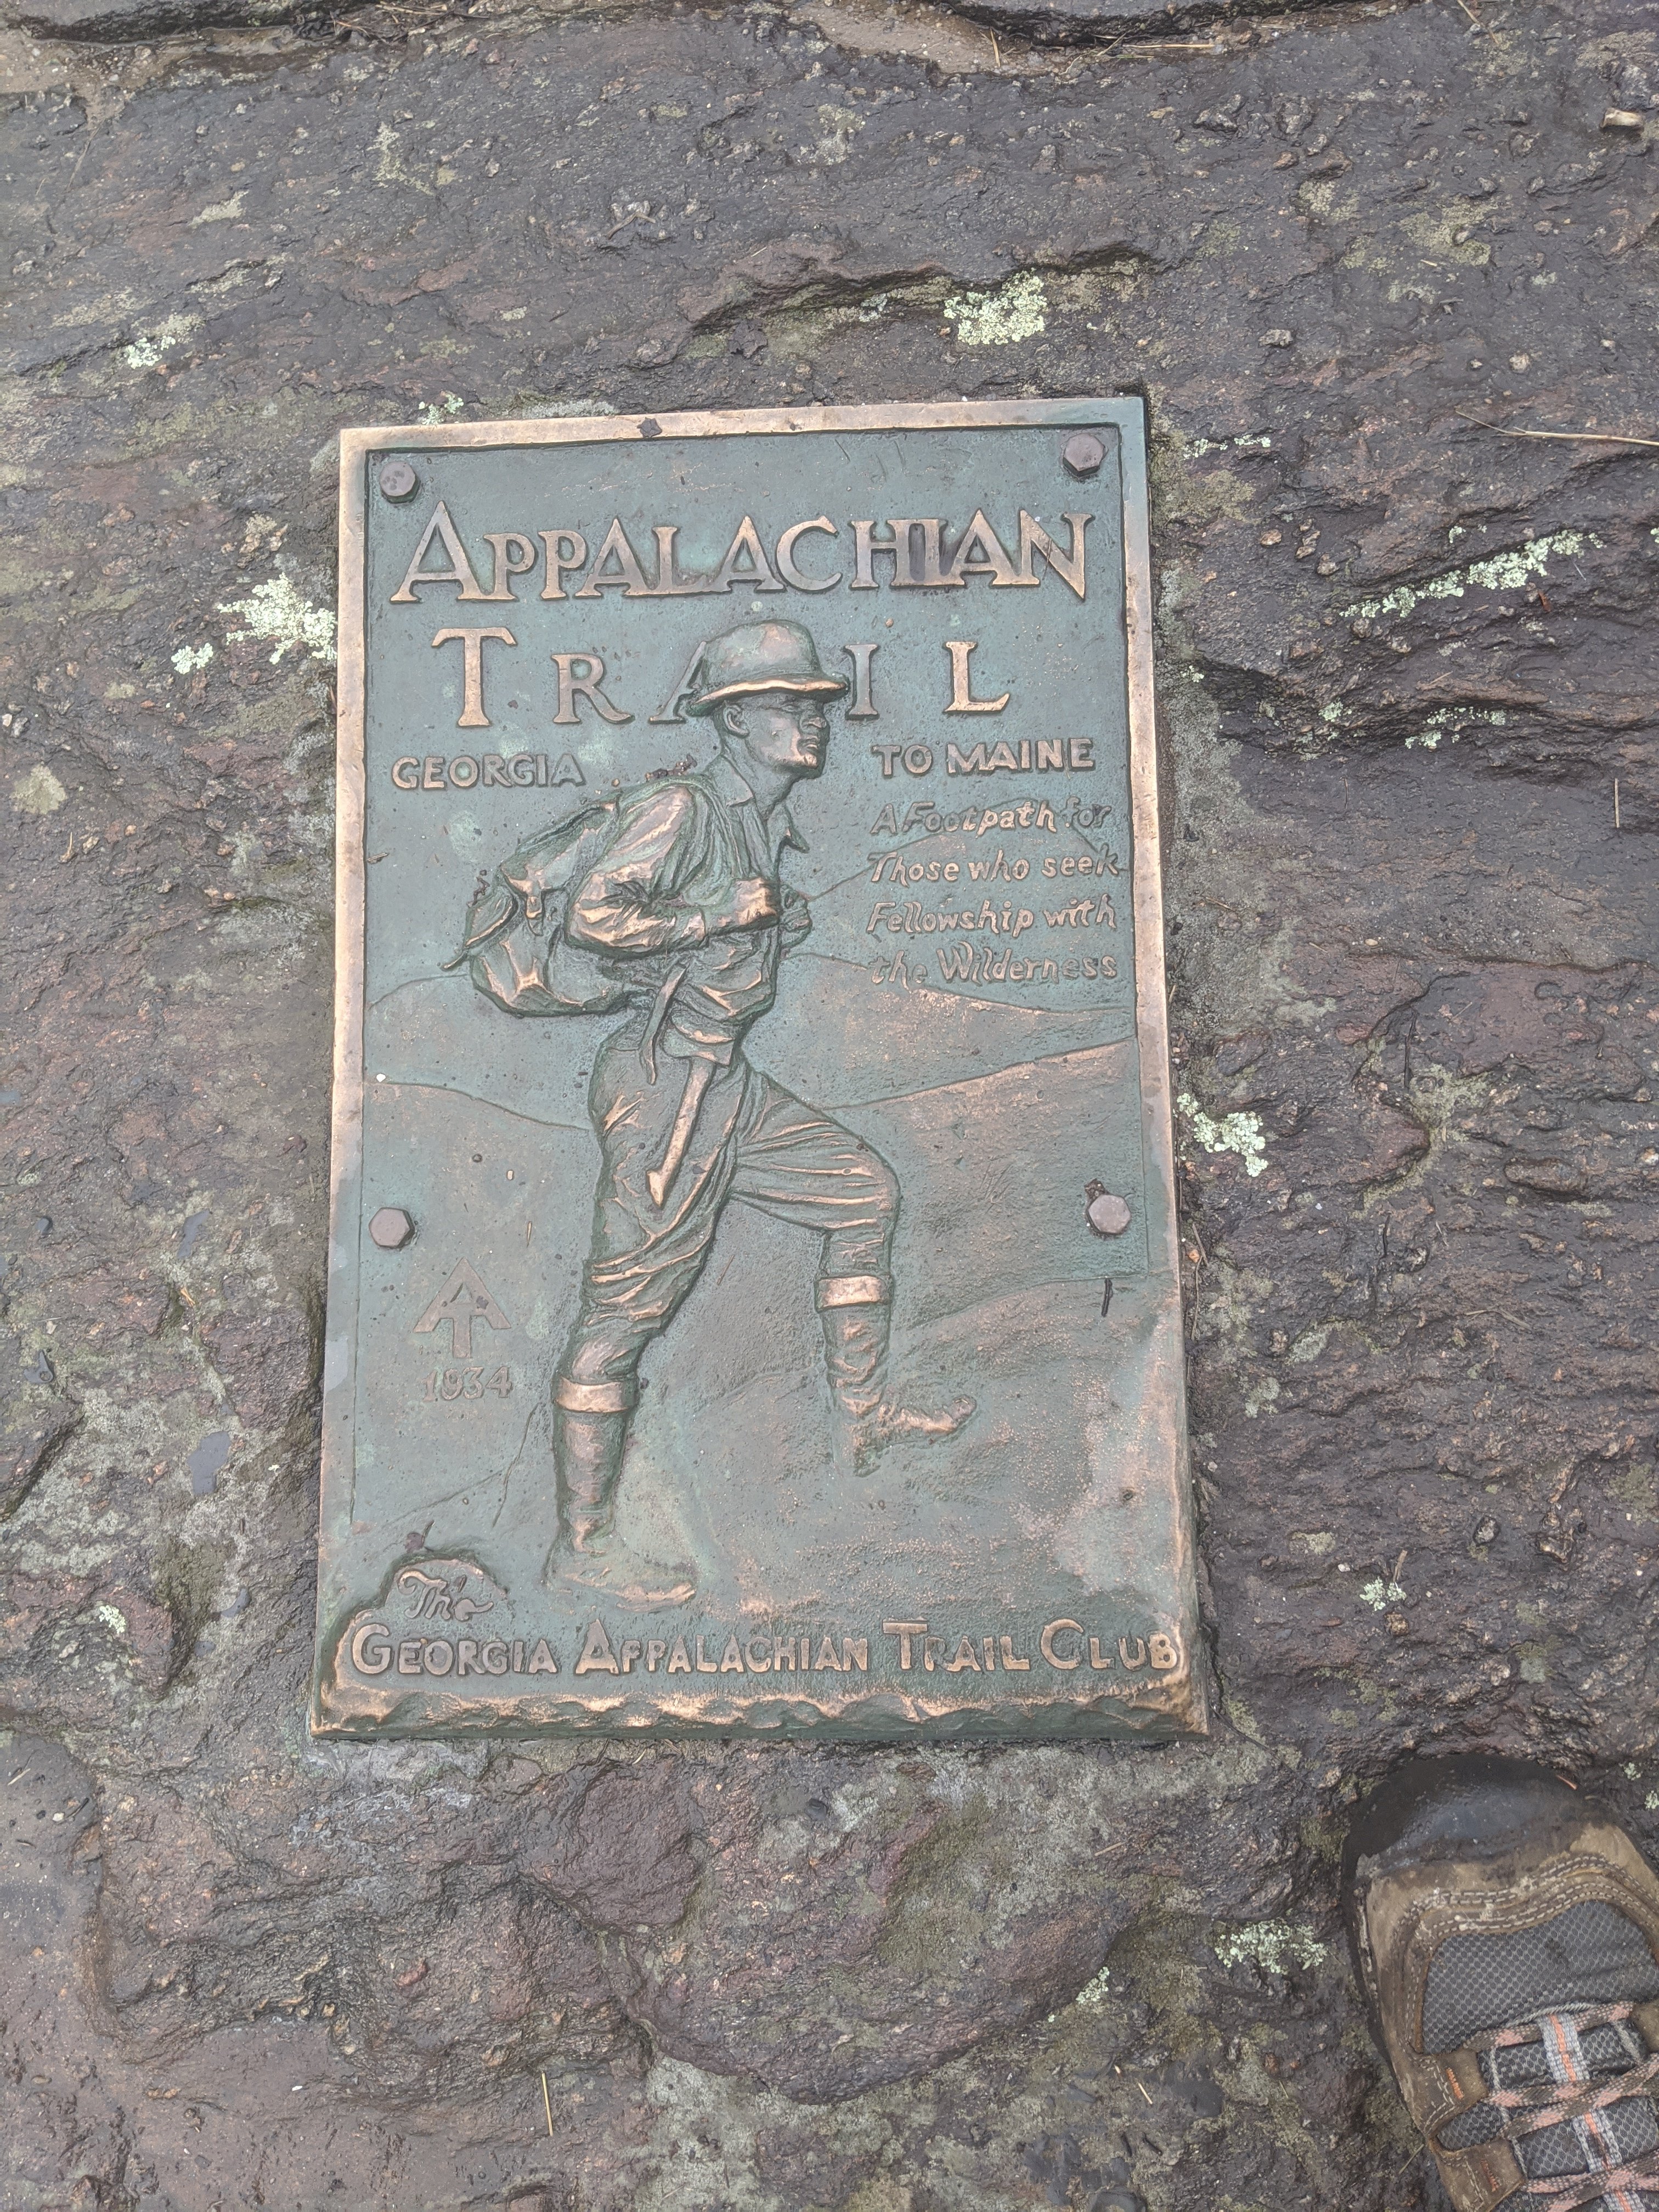 APPALACHIAN
TRAIL
GEORGIA TO MAINE
A Footpath for
Those who seek
Fellowship with
the Wilderness
AT
1934
The
GEORGIA APPALACHIAN TRAIL CLUB